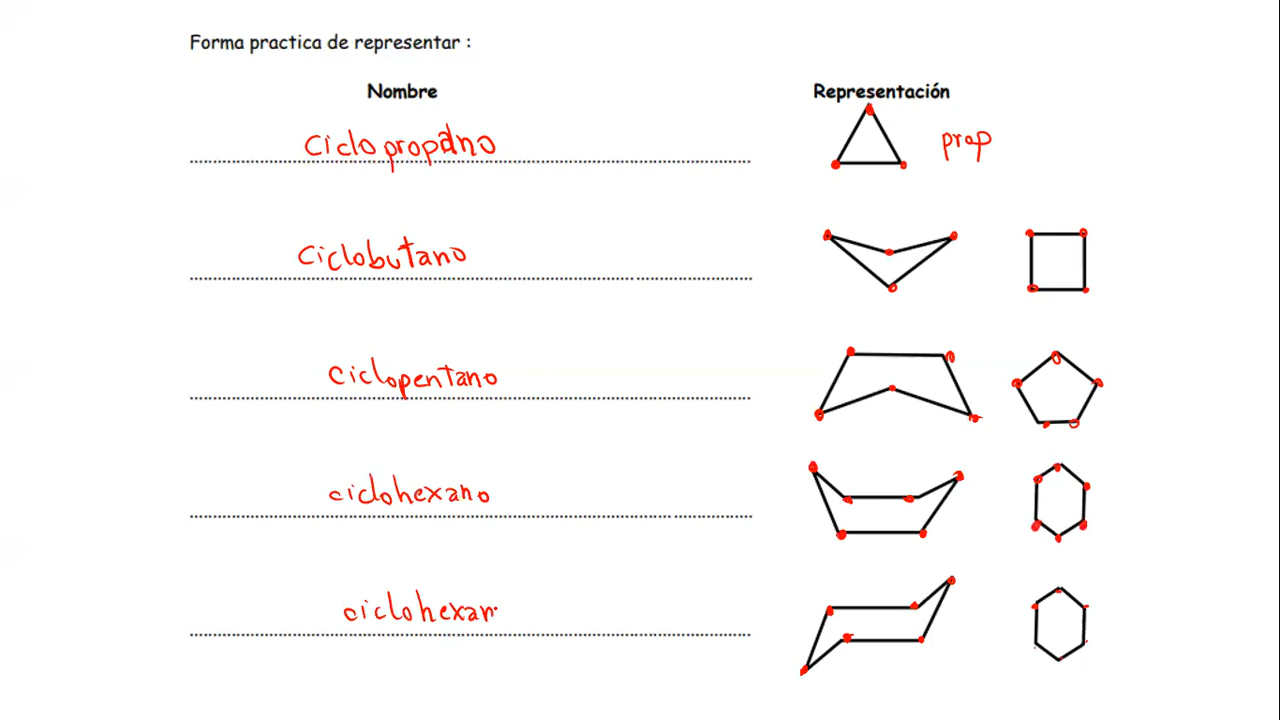 Forma practica de representar :
Nombre Representación
Ciclopropano prop
Ciclobutano
ciclopentano
ciclohexano
ciclohexan